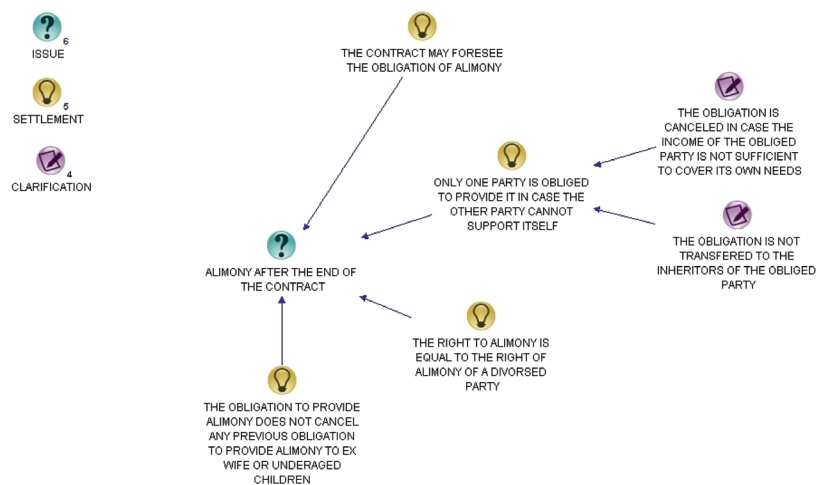 6
ISSUE
5
SETTLEMENT
4
CLARIFICATION
THE CONTRACT MAY FORESEE
THE OBLIGATION OF ALIMONY
THE OBLIGATION IS
CANCELED IN CASE THE
INCOME OF THE OBLIGED
PARTY IS NOT SUFFICIENT
TO COVER ITS OWN NEEDS
ONLY ONE PARTY IS OBLIGED
TO PROVIDE IT IN CASE THE
OTHER PARTY CANNOT
SUPPORT ITSELF
THE OBLIGATION IS NOT
TRANSFERED TO THE
INHERITORS OF THE OBLIGED
PARTY
?
ALIMONY AFTER THE END OF
THE CONTRACT
THE RIGHT TO ALIMONY IS
EQUAL TO THE RIGHT OF
ALIMONY OF A DIVORSED
PARTY
THE OBLIGATION TO PROVIDE
ALIMONY DOES NOT CANCEL
ANY PREVIOUS OBLIGATION
TO PROVIDE ALIMONY TO EX
WIFE OR UNDERAGED
CHILDREN